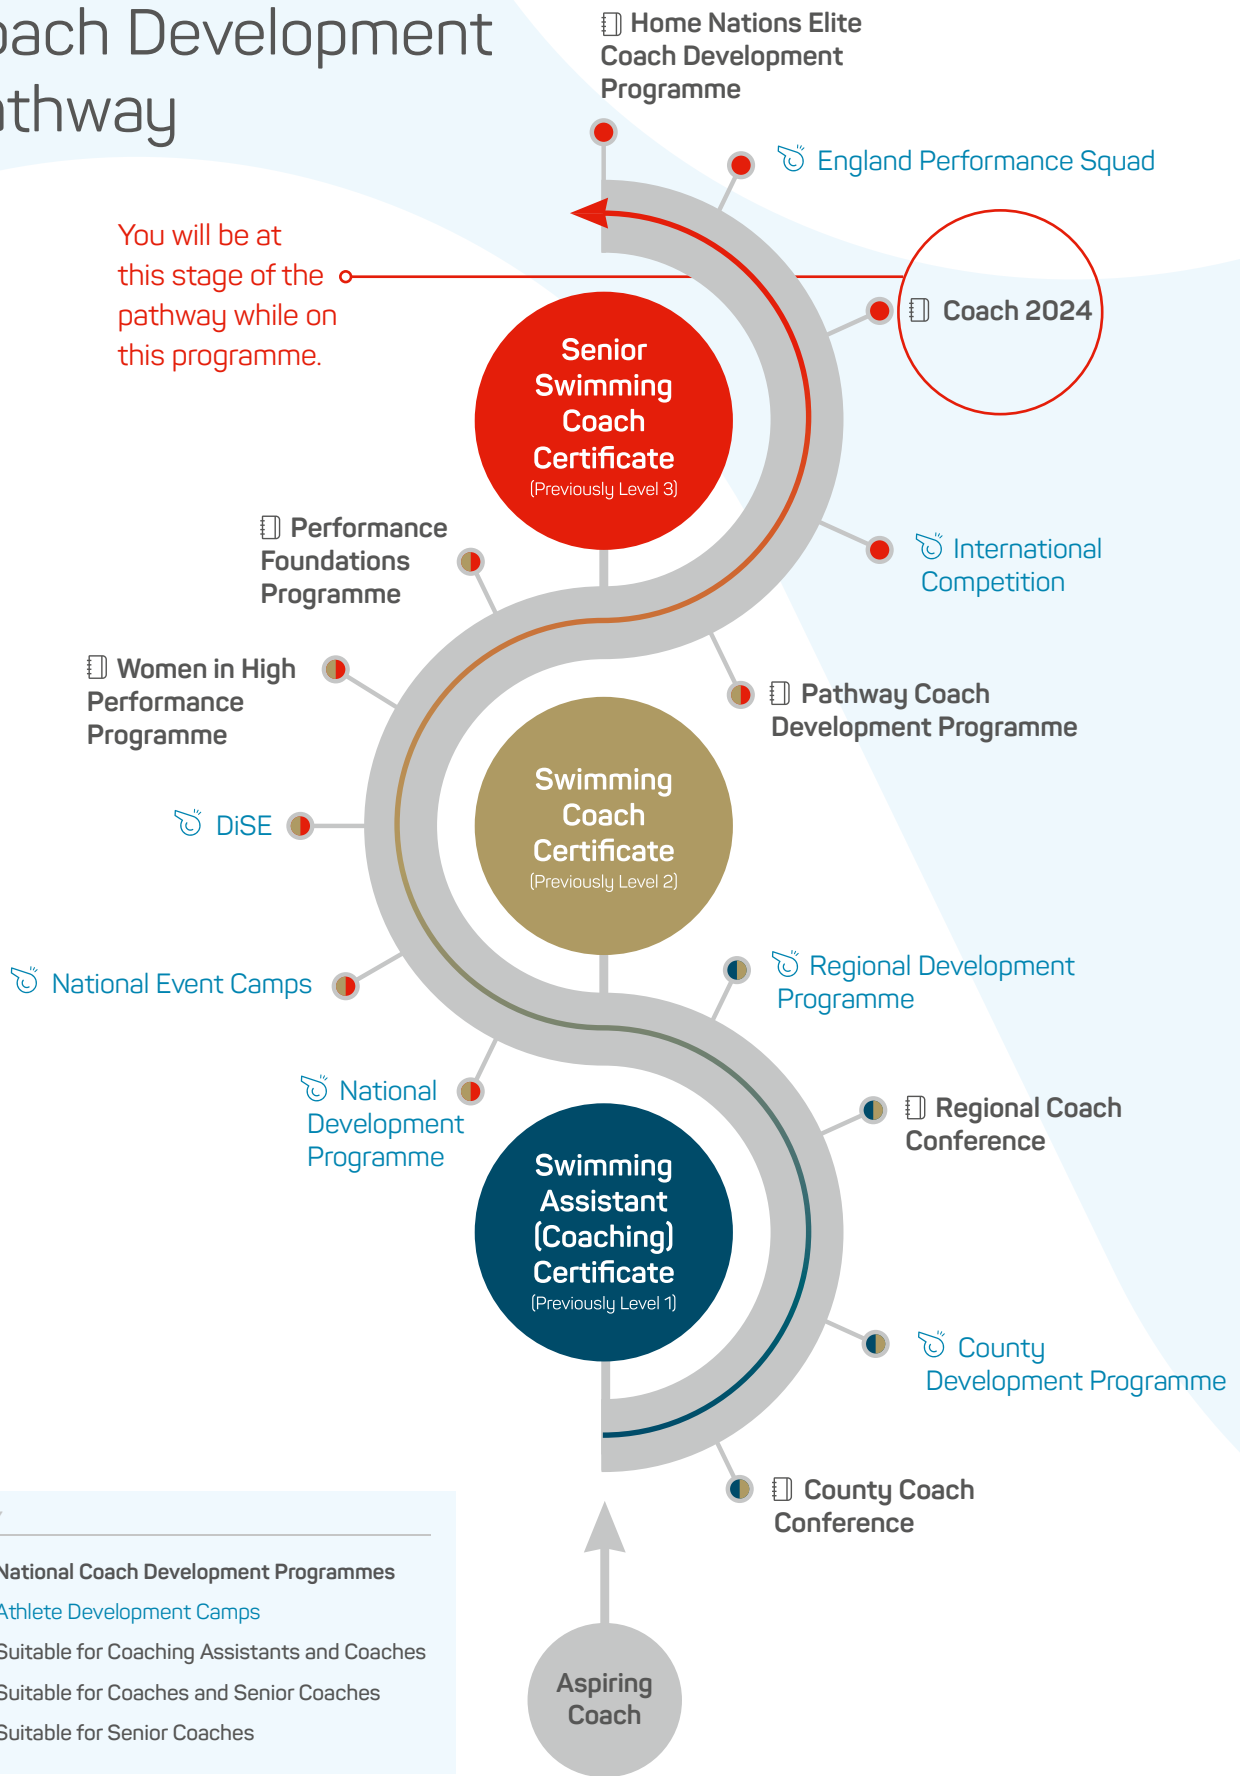 oach Development
athway
Home Nations Elite
Coach Development
Programme
England Performance Squad
You will be at
this stage of the
pathway while on
this programme.
Coach 2024
Senior
Swimming
Coach
Certificate
(Previously Level 3)
Performance
Foundations
Programme
International
Competition
Women in High
Performance
Programme
Pathway Coach
Development Programme
Swimming
Coach
Certificate
(Previously Level 2)
DiSE
National Event Camps
Regional Development
Programme
National
Development
Programme
Regional Coach
Conference
Swimming
Assistant
(Coaching)
Certificate
(Previously Level 1)
County
Development Programme
County Coach
Conference
National Coach Development Programmes
Athlete Development Camps
Suitable for Coaching Assistants and Coaches
Suitable for Coaches and Senior Coaches
Suitable for Senior Coaches
Aspiring
Coach